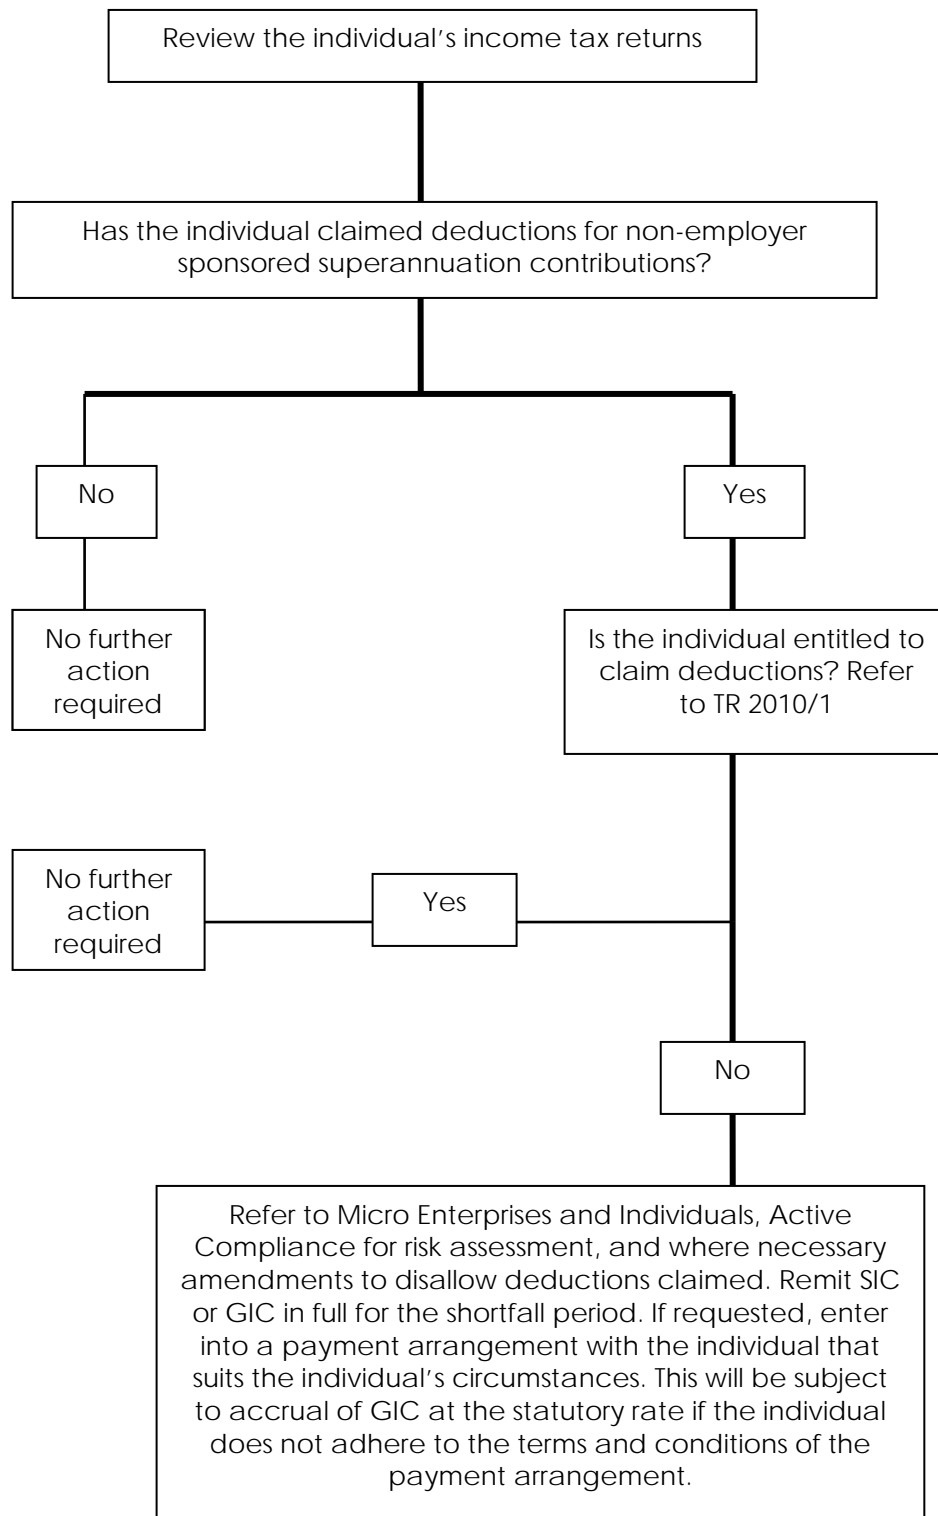 Review the individual's income tax returns
Has the individual claimed deductions for non-employer
sponsored superannuation contributions?
No
Yes
No further
action
required
Is the individual entitled to
claim deductions? Refer
to TR 2010/1
No further
action
required
Yes
No
Refer to Micro Enterprises and Individuals, Active
Compliance for risk assessment, and where necessary
amendments to disallow deductions claimed. Remit SIC
or GIC in full for the shortfall period. If requested, enter
into a payment arrangement with the individual that
suits the individual's circumstances. This will be subject
to accrual of GIC at the statutory rate if the individual
does not adhere to the terms and conditions of the
payment arrangement.